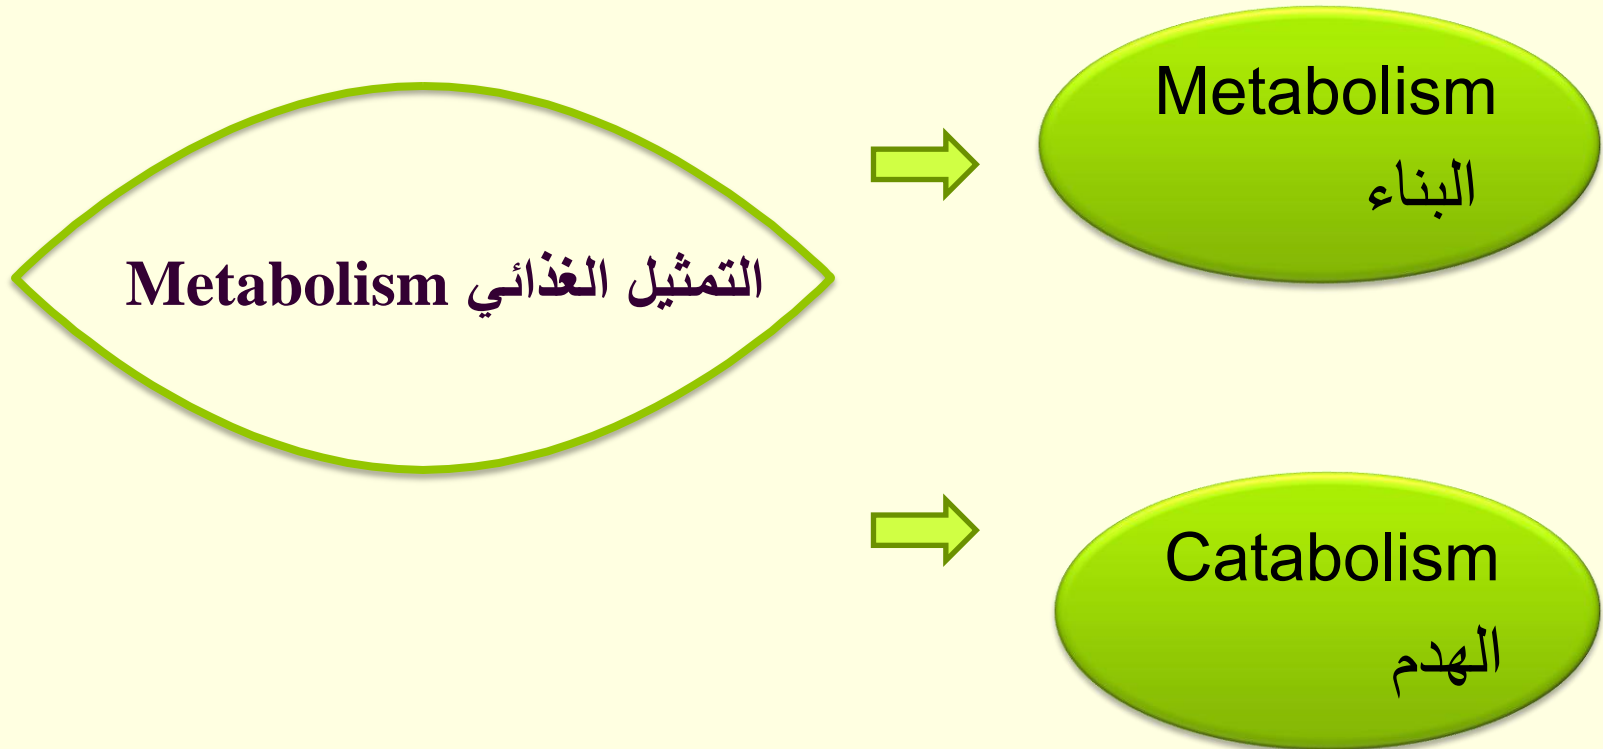 التمثيل الغذائي Metabolism
Metabolism
البناء
Catabolism
الهدم